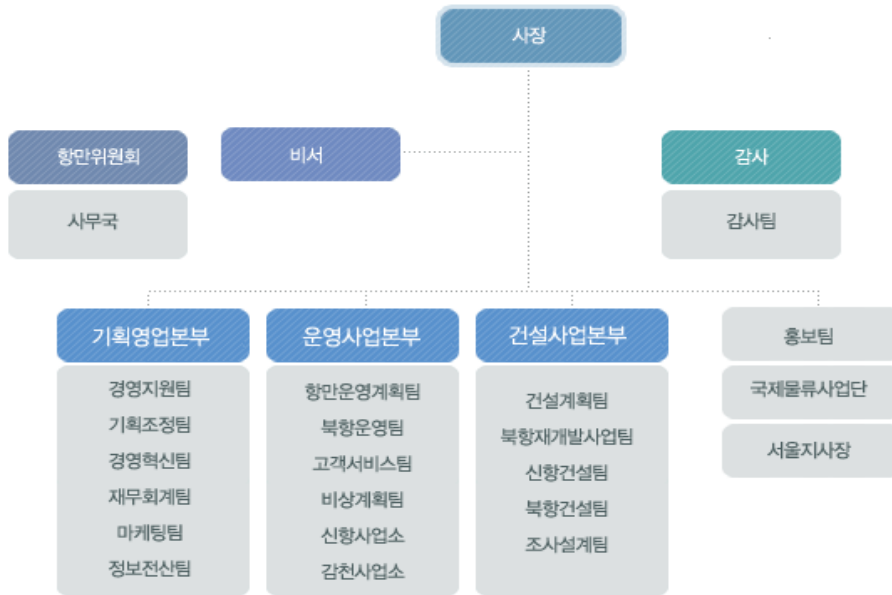 사장
항만위원회
비서
감사
사무국
감사팀
기획영업본부
경영지원팀
기획조정팀
경영혁신팀
재무회계팀
마케팅팀
정보전산팀
운영사업본부
항만운영계획팀
북항운영팀
고객서비스팀
비상계획팀
신항사업소
감천사업소
건설사업본부
건설계획팀
북항재개발사업팀
신항건설팀
북항건설팀
조사설계팀
홍보팀
국제물류사업단
서울지사장